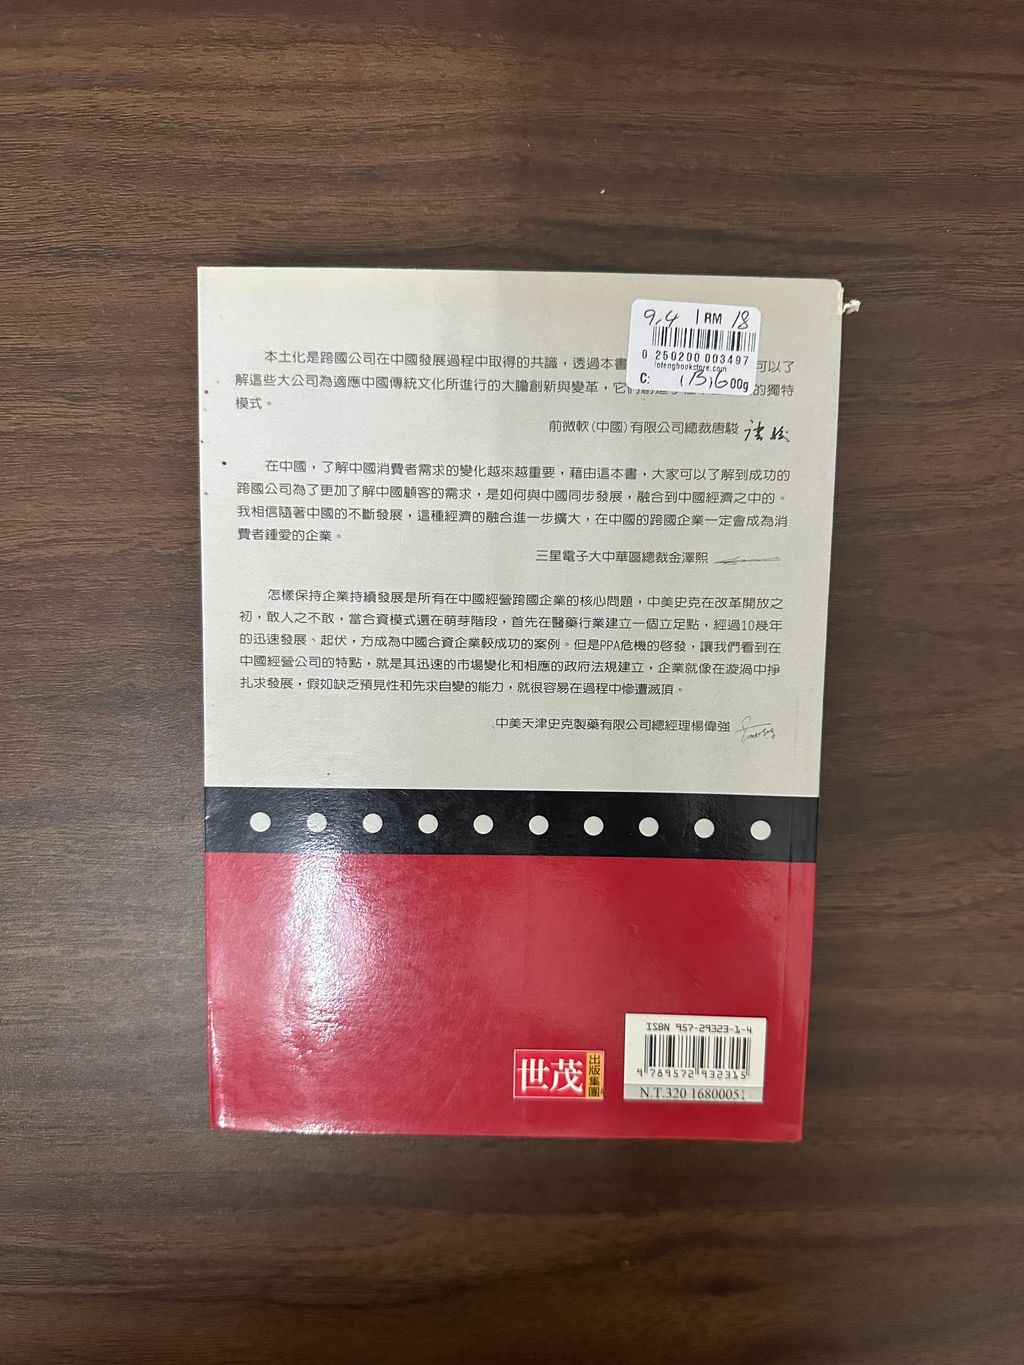 9,4 1 RM 18
0 250200 003497
lotengbookstore.com
C: 00g
本土化是跨國公司在中國發展過程中取得的共識，透過本書 可以了
解這些大公司為適應中國傳統文化所進行的大膽創新與變革，它們 的獨特
模式。
前微軟(中國)有限公司總裁唐駿
在中國，了解中國消費者需求的變化越來越重要，藉由這本書，大家可以了解到成功的
跨國公司為了更加了解中國顧客的需求，是如何與中國同步發展，融合到中國經濟之中的。
我相信隨著中國的不斷發展，這種經濟的融合進一步擴大，在中國的跨國企業一定會成為消
費者鍾愛的企業。
三星電子大中華區總裁金澤熙
怎樣保持企業持續發展是所有在中國經營跨國企業的核心問題，中美史克在改革開放之
初，敢人之不敢，當合資模式還在萌芽階段，首先在醫藥行業建立一個立足點，經過10幾年
的迅速發展、起伏，方成為中國合資企業較成功的案例。但是PPA危機的啓發，讓我們看到在
中國經營公司的特點，就是其迅速的市場變化和相應的政府法規建立，企業就像在漩渦中掙
扎求發展，假如缺乏預見性和先求自變的能力，就很容易在過程中慘遭滅頂。
中美天津史克製藥有限公司總經理楊偉強
ISBN 957-29323-1-4
9 789572 932315
N.T.320 16800051
世茂 出版集團